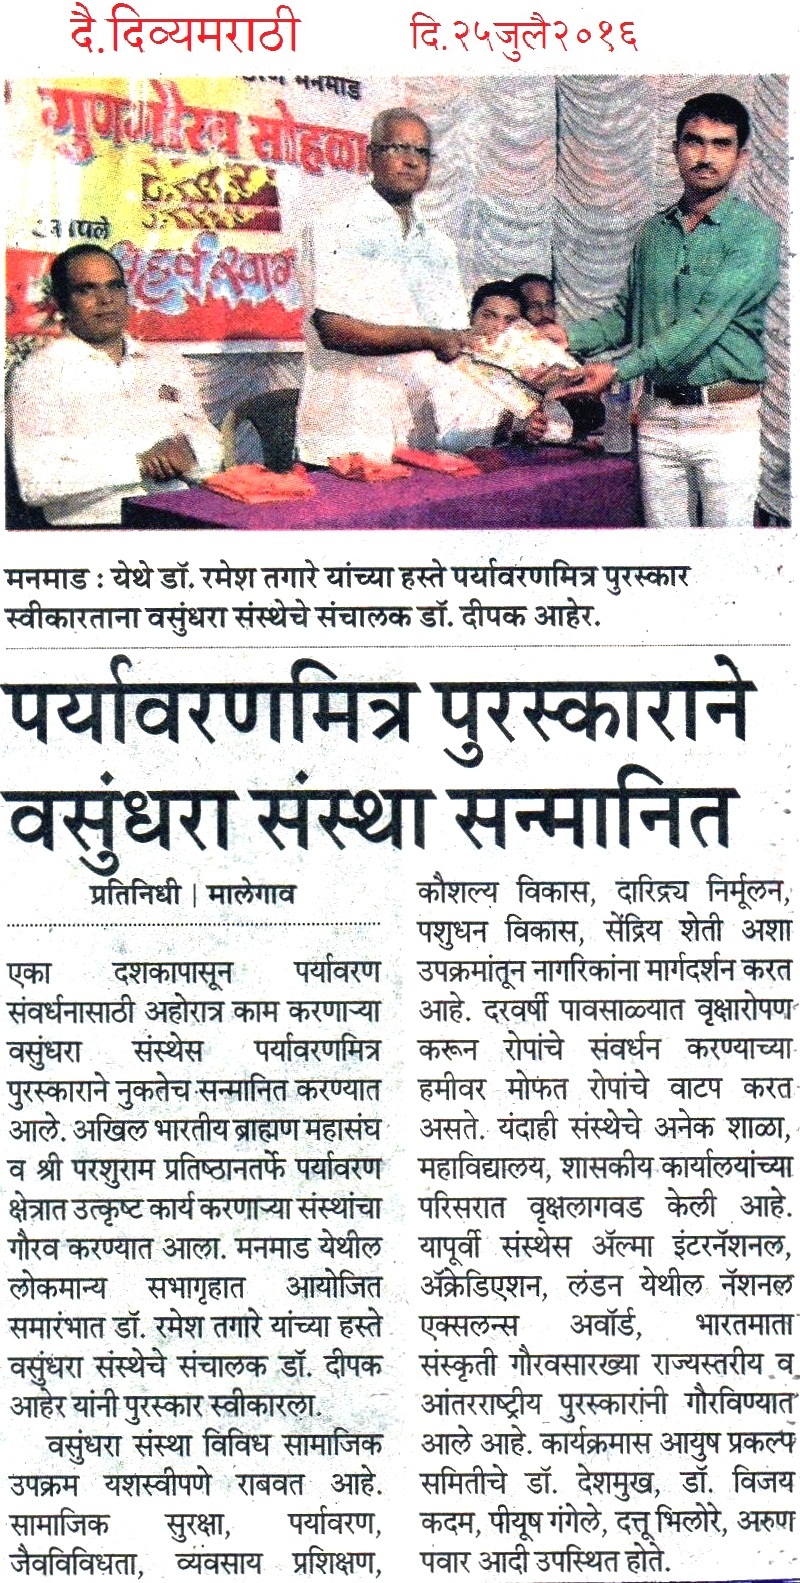 दै.दिव्यमराठी दि.२५जुलै२०१६
मनमाड
गुणगौरव सोहळा
मनमाड : येथे डॉ. रमेश तगारे यांच्या हस्ते पर्यावरणमित्र पुरस्कार
स्वीकारताना वसुंधरा संस्थेचे संचालक डॉ. दीपक आहेर.
पर्यावरणमित्र पुरस्काराने
वसुंधरा संस्था सन्मानित
प्रतिनिधी | मालेगाव
एका दशकापासून पर्यावरण
संवर्धनासाठी अहोरात्र काम करणाऱ्या
वसुंधरा संस्थेस पर्यावरणमित्र
पुरस्काराने नुकतेच सन्मानित करण्यात
आले. अखिल भारतीय ब्राह्मण महासंघ
व श्री परशुराम प्रतिष्ठानतर्फे पर्यावरण
क्षेत्रात उत्कृष्ट कार्य करणाऱ्या संस्थांचा
गौरव करण्यात आला. मनमाड येथील
लोकमान्य सभागृहात आयोजित
समारंभात डॉ. रमेश तगारे यांच्या हस्ते
वसुंधरा संस्थेचे संचालक डॉ. दीपक
आहेर यांनी पुरस्कार स्वीकारला.
वसुंधरा संस्था विविध सामाजिक
उपक्रम यशस्वीपणे राबवत आहे.
सामाजिक सुरक्षा, पर्यावरण,
जैवविविधता, व्यवसाय प्रशिक्षण,
कौशल्य विकास, दारिद्र्य निर्मूलन,
पशुधन विकास, सेंद्रिय शेती अशा
उपक्रमांतून नागरिकांना मार्गदर्शन करत
आहे. दरवर्षी पावसाळ्यात वृक्षारोपण
करून रोपांचे संवर्धन करण्याच्या
हमीवर मोफत रोपांचे वाटप करत
असते. यंदाही संस्थेचे अनेक शाळा,
महाविद्यालय, शासकीय कार्यालयांच्या
परिसरात वृक्षलागवड केली आहे.
यापूर्वी संस्थेस ॲल्मा इंटरनॅशनल,
ॲक्रेडिएशन, लंडन येथील नॅशनल
एक्सलन्स अवॉर्ड, भारतमाता
संस्कृती गौरवसारख्या राज्यस्तरीय व
आंतरराष्ट्रीय पुरस्कारांनी गौरविण्यात
आले आहे. कार्यक्रमास आयुष प्रकल्प
समितीचे डॉ. देशमुख, डॉ. विजय
कदम, पीयूष गंगेले, दत्तू भिलोरे, अरुण
पवार आदी उपस्थित होते.